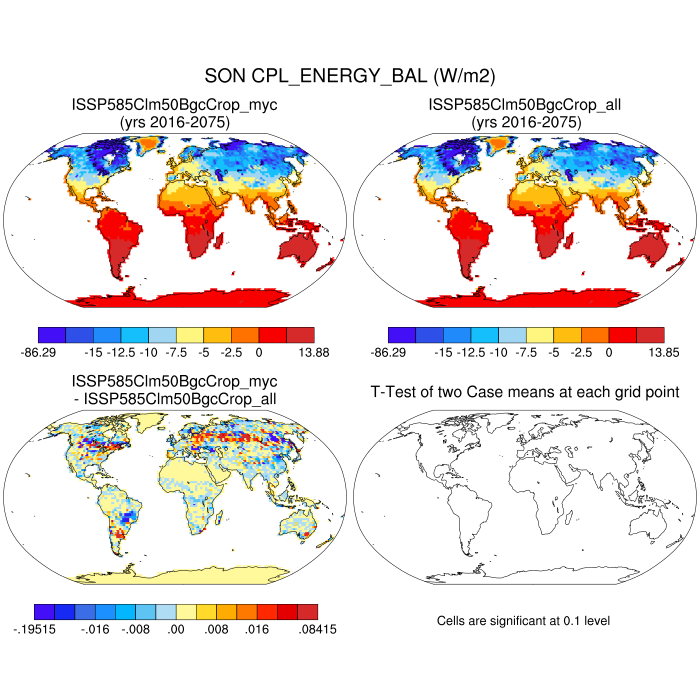 SON CPL_ENERGY_BAL (W/m2)
ISSP585Clm50BgcCrop_myc
(yrs 2016-2075)
ISSP585Clm50BgcCrop_all
(yrs 2016-2075)
-86.29 -15 -12.5 -10 -7.5 -5 -2.5 0 13.88
-86.29 -15 -12.5 -10 -7.5 -5 -2.5 0 13.85
ISSP585Clm50BgcCrop_myc
- ISSP585Clm50BgcCrop_all
T-Test of two Case means at each grid point
-.19515 -.016 -.008 .00 .008 .016 .08415
Cells are significant at 0.1 level